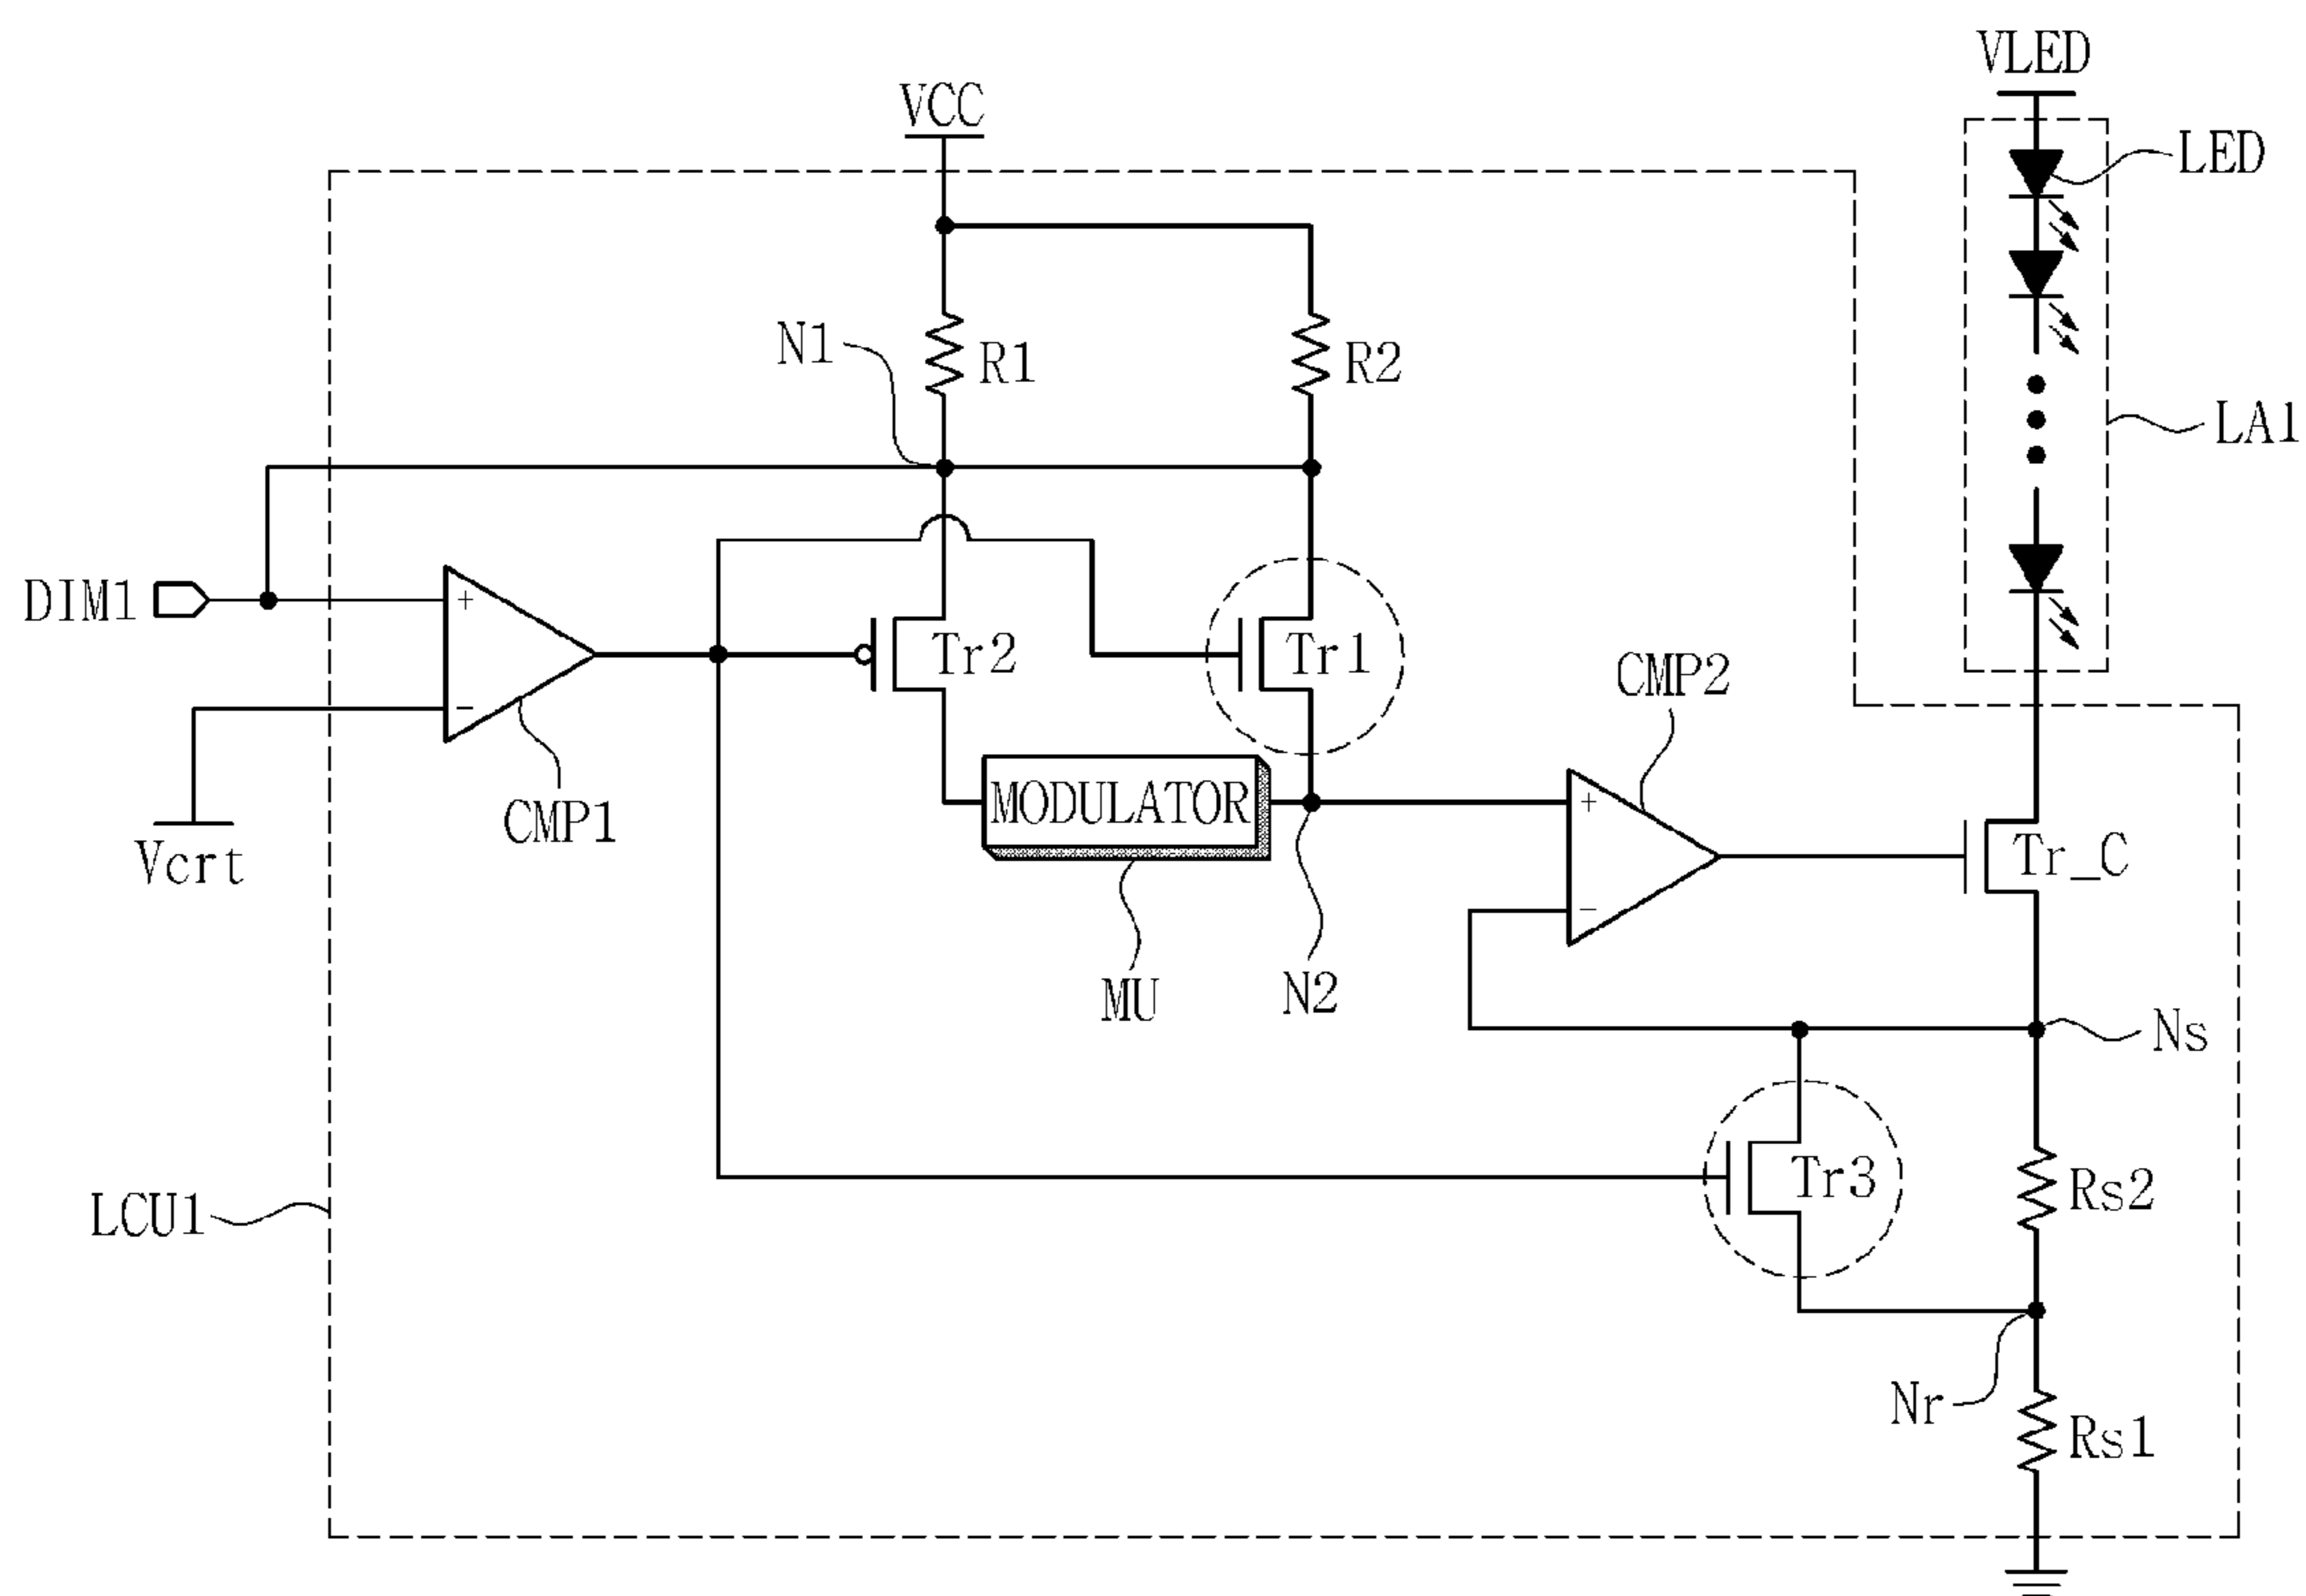 VLED
VCC
LED
N1
R1
R2
LA1
DIM1
+
Tr2
Tr1
CMP2
-
MODULATOR
+
CMP1
Vcrt
Tr_C
-
MU
N2
Ns
Tr3
Rs2
LCU1
Nr
Rs1